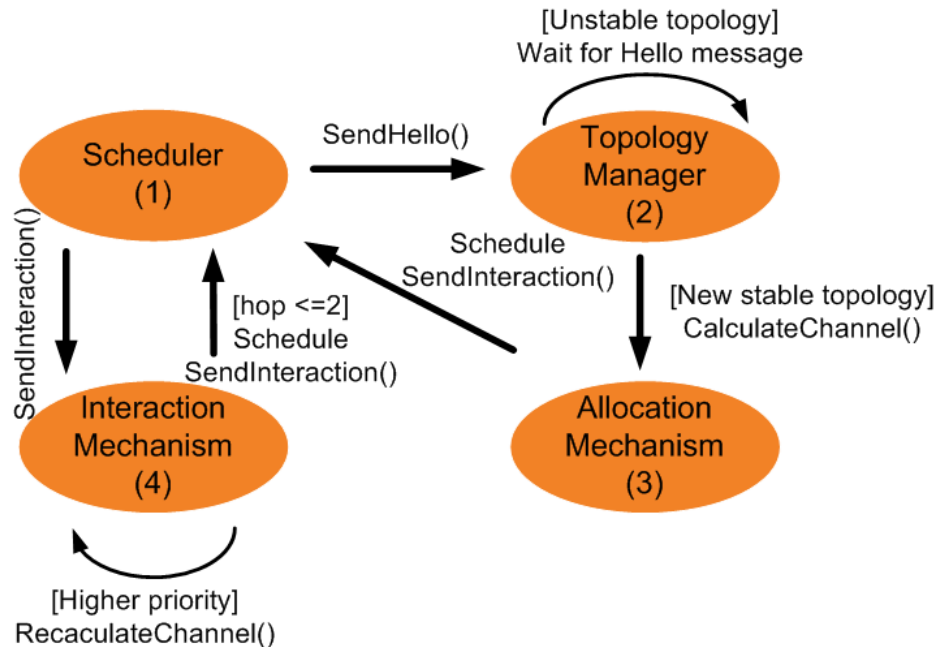 [Unstable topology]
Wait for Hello message
Scheduler
(1)
SendHello()
Topology
Manager
(2)
SendInteraction()
[hop <=2]
Schedule
SendInteraction()
Schedule
SendInteraction()
[New stable topology]
CalculateChannel()
Interaction
Mechanism
(4)
Allocation
Mechanism
(3)
[Higher priority]
RecaculateChannel()